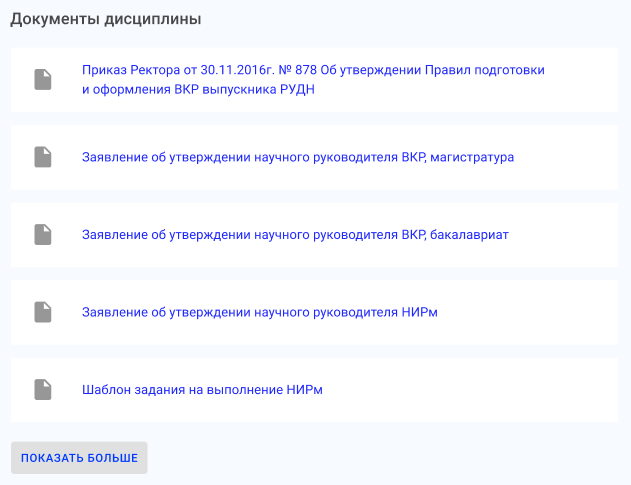 Документы дисциплины
Приказ Ректора от 30.11.2016г. № 878 Об утверждении Правил подготовки
и оформления ВКР выпускника РУДН
Заявление об утверждении научного руководителя ВКР, магистратура
Заявление об утверждении научного руководителя ВКР, бакалавриат
Заявление об утверждении научного руководителя НИРм
Шаблон задания на выполнение НИРм
ПОКАЗАТЬ БОЛЬШЕ